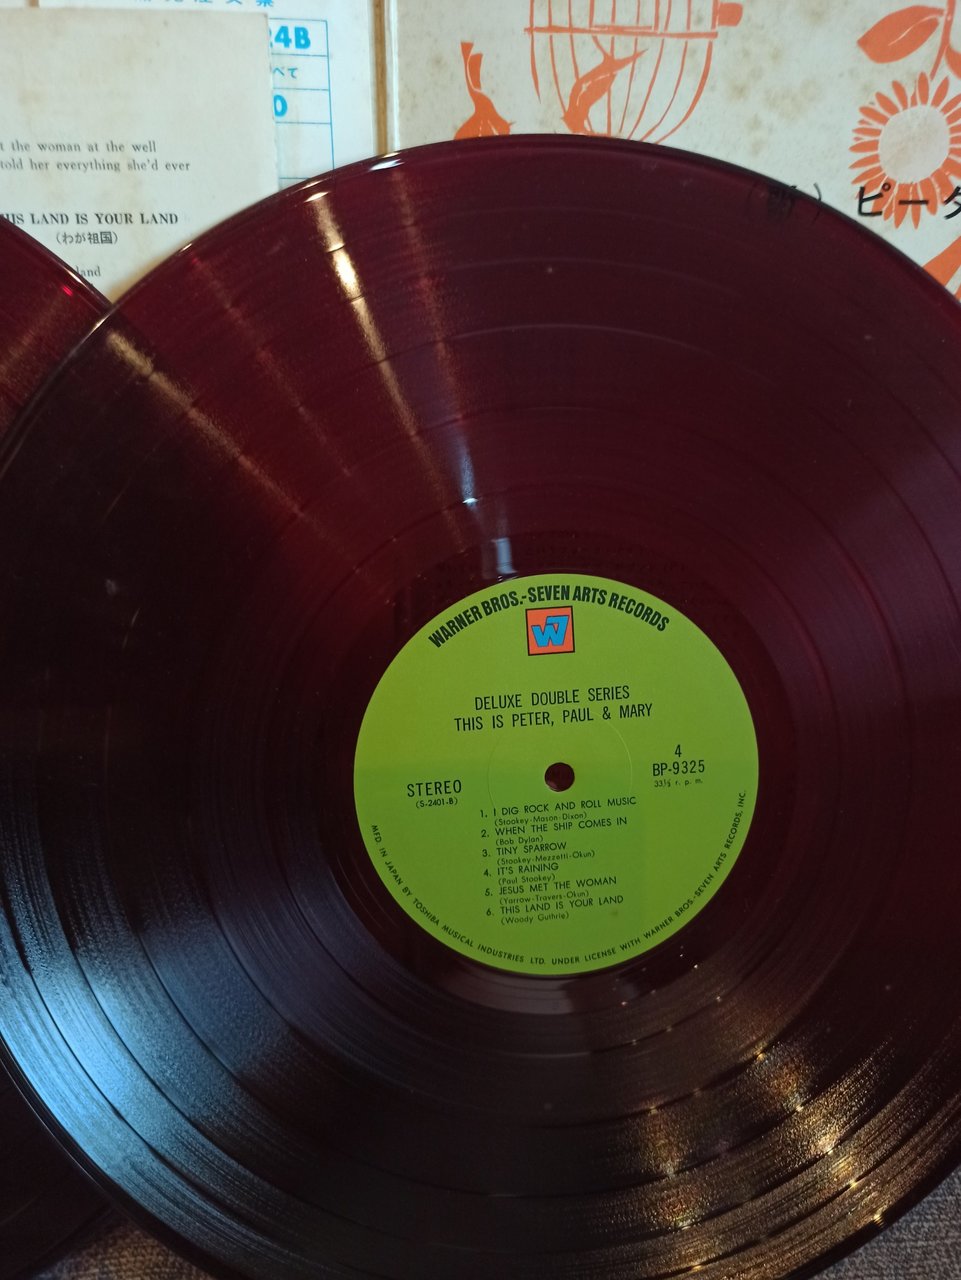 24B
べて
0
t the woman at the well
told her everything she'd ever
HIS LAND IS YOUR LAND
(わが祖国)
land
ピータ
WARNER BROS.-SEVEN ARTS RECORDS
W7
DELUXE DOUBLE SERIES
THIS IS PETER, PAUL & MARY
4
STEREO
BP-9325
(S-2401-B)
33⅓ r. p. m.
1. I DIG ROCK AND ROLL MUSIC
(Stookey-Mason-Dixon)
2. WHEN THE SHIP COMES IN
(Bob Dylan)
3. TINY SPARROW
(Stookey-Mezzetti-Okun)
4. IT'S RAINING
(Paul Stookey)
5. JESUS MET THE WOMAN
(Yarrow-Travers-Okun)
6. THIS LAND IS YOUR LAND
(Woody Guthrie)
MFD. IN JAPAN BY TOSHIBA MUSICAL INDUSTRIES LTD. UNDER LICENSE WITH WARNER BROS.-SEVEN ARTS RECORDS, INC.